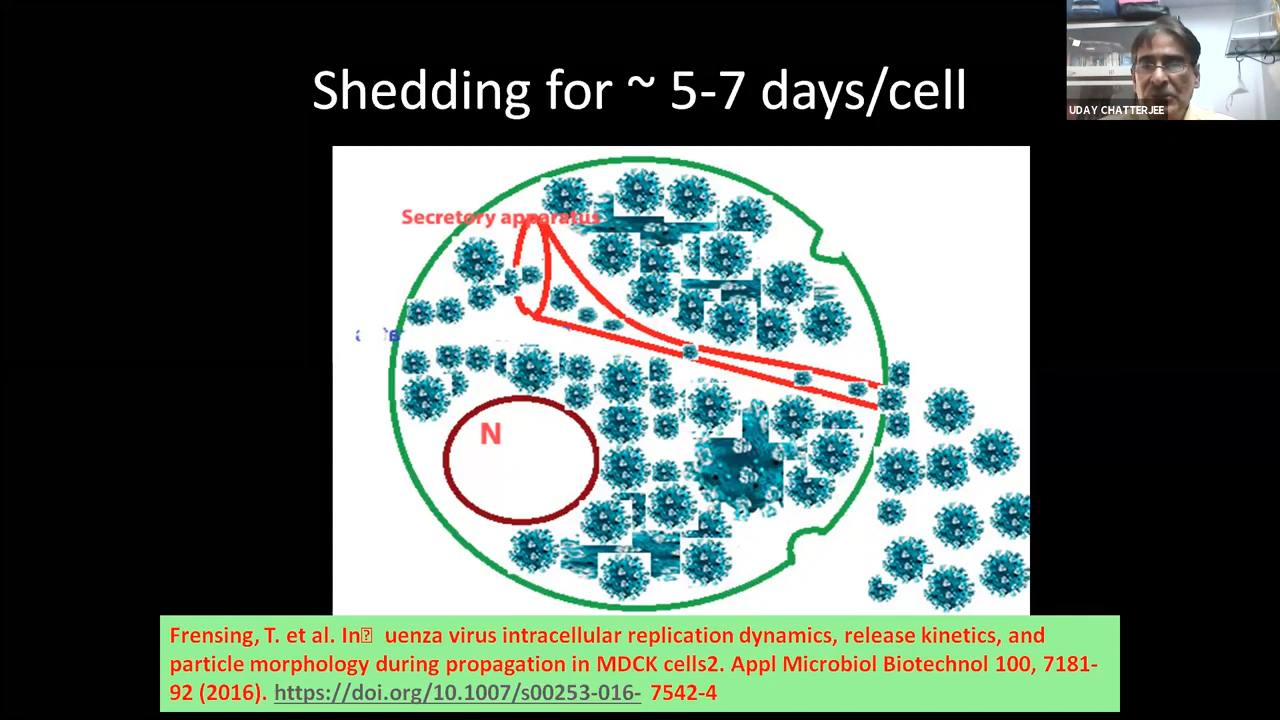 Shedding for ~ 5-7 days/cell
UDAY CHATTERJEE
Secretory apparatus
N
Frensing, T. et al. In⍰ uenza virus intracellular replication dynamics, release kinetics, and
particle morphology during propagation in MDCK cells2. Appl Microbiol Biotechnol 100, 7181-
92 (2016). https://doi.org/10.1007/s00253-016- 7542-4